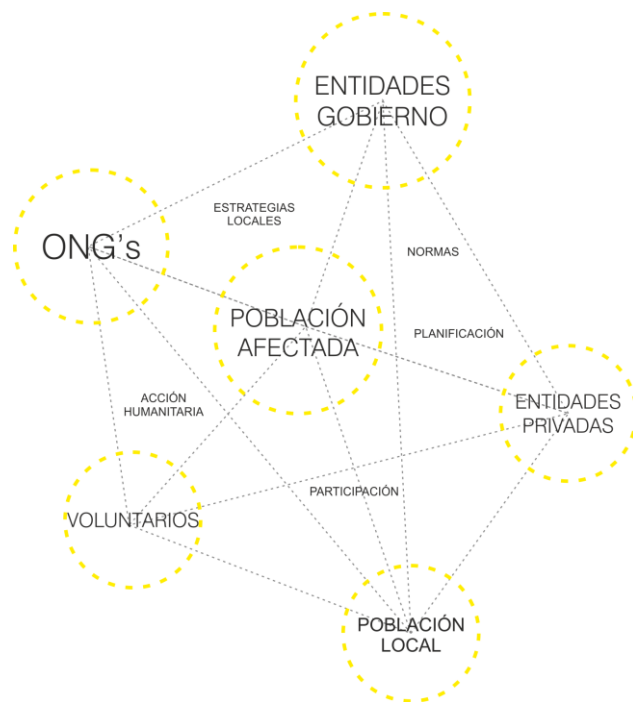 ENTIDADES
GOBIERNO
ESTRATEGIAS
LOCALES
ONG's
NORMAS
POBLACIÓN
AFECTADA
PLANIFICACIÓN
ACCIÓN
HUMANITARIA
ENTIDADES
PRIVADAS
PARTICIPACIÓN
VOLUNTARIOS
POBLACIÓN
LOCAL